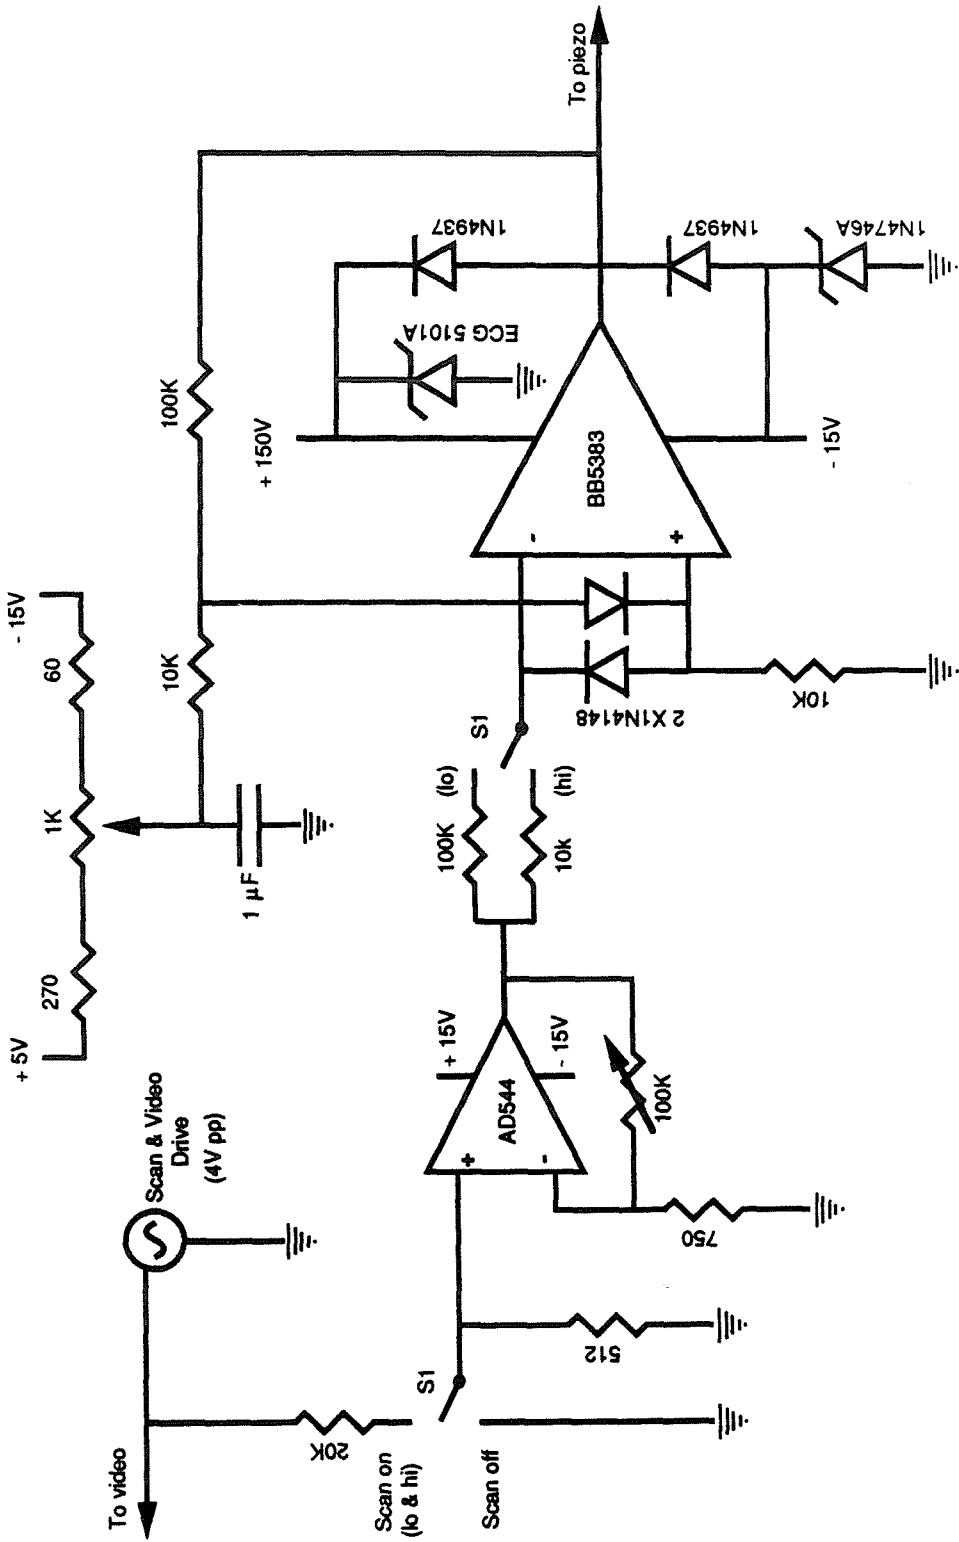 To piezo
1N4937
1N4937
1N4746A
ECG 5101A
100K
+ 150V
- 15V
BB5383
-
+
- 15V
60
10K
1K
270
+ 5V
1 µF
S1
2 X1N4148
10K
100K
(lo)
10k
(hi)
+ 15V
- 15V
AD544
+
-
100K
750
Scan & Video
Drive
(4V pp)
512
S1
20K
To video
Scan on
(lo & hi)
Scan off